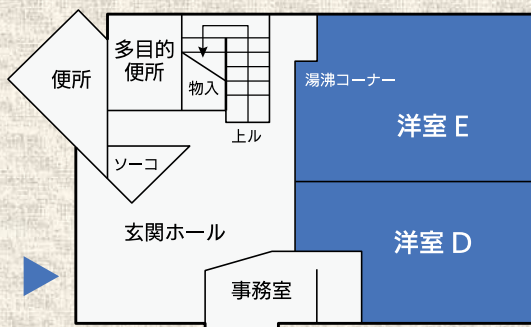 多目的
便所
便所
物入
湯沸コーナー
洋室 E
上ル
ソーコ
玄関ホール
洋室 D
事務室